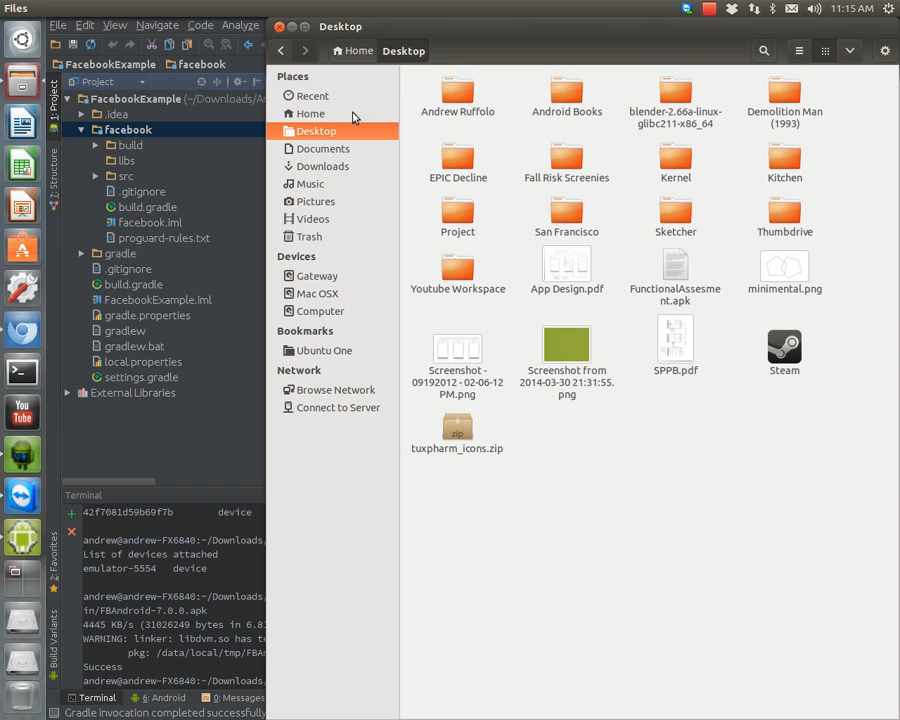 Files
11:15 AM
File Edit View Navigate Code Analyze
FacebookExample
facebook
1: Project
Project
FacebookExample (~/Downloads/Ar
.idea
facebook
build
libs
src
.gitignore
build.gradle
facebook.iml
proguard-rules.txt
gradle
.gitignore
build.gradle
FacebookExample.iml
gradle.properties
gradlew
gradlew.bat
local.properties
settings.gradle
External Libraries
7: Structure
2: Favorites
Build Variants
Terminal
42f7081d59b69f7b device
andrew@andrew-FX6840:~/Downloads/
List of devices attached
emulator-5554 device
andrew@andrew-FX6840:~/Downloads/
in/FBAndroid-7.0.0.apk
4445 KB/s (31026249 bytes in 6.81
WARNING: linker: libdvm.so has te
pkg: /data/local/tmp/FBAn
Success
andrew@andrew-FX6840:~/Downloads/
Terminal
6: Android
0: Messages
Gradle invocation completed successfully
You
Tube
Desktop
Home
Desktop
Places
Recent
Home
Desktop
Documents
Downloads
Music
Pictures
Videos
Trash
Devices
Gateway
Mac OSX
Computer
Bookmarks
Ubuntu One
Network
Browse Network
Connect to Server
Andrew Ruffolo
Android Books
blender-2.66a-linux-
glibc211-x86_64
Demolition Man
(1993)
EPIC Decline
Fall Risk Screenies
Kernel
Kitchen
Project
San Francisco
Sketcher
Thumbdrive
Youtube Workspace
App Design.pdf
FunctionalAssesme
nt.apk
minimental.png
Screenshot -
09192012 - 02-06-12
PM.png
Screenshot from
2014-03-30 21:31:55.
png
SPPB.pdf
Steam
zip
tuxpharm_icons.zip